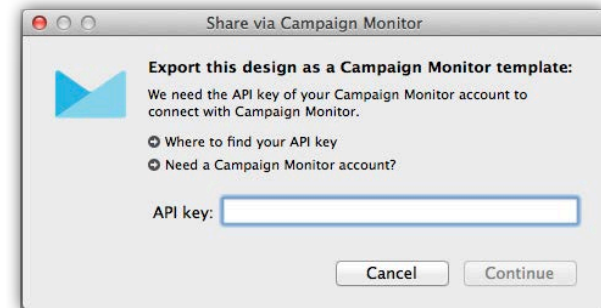 Share via Campaign Monitor
Export this design as a Campaign Monitor template:
We need the API key of your Campaign Monitor account to
connect with Campaign Monitor.
Where to find your API key
Need a Campaign Monitor account?
API key:
Cancel
Continue